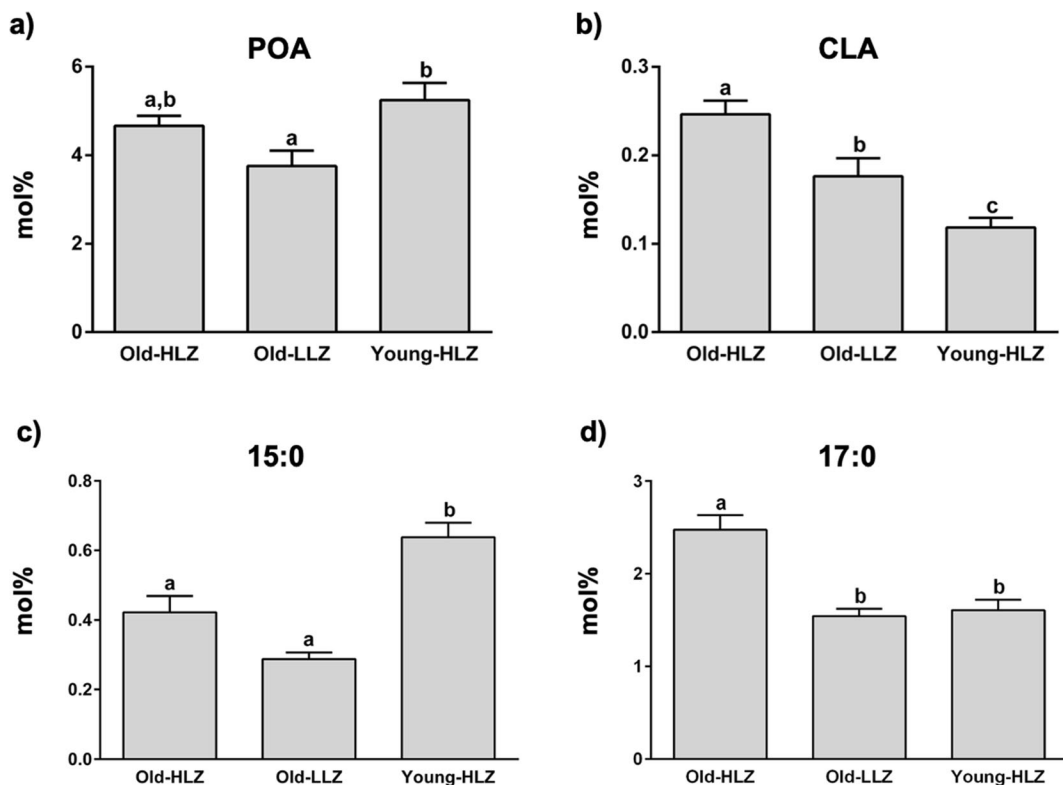 a)
POA
mol%
6
4
2
0
a,b
a
b
Old-HLZ Old-LLZ Young-HLZ
b)
CLA
mol%
0.3
0.2
0.1
0.0
a
b
c
Old-HLZ Old-LLZ Young-HLZ
c)
15:0
mol%
0.8
0.6
0.4
0.2
0.0
a
a
b
Old-HLZ Old-LLZ Young-HLZ
d)
17:0
mol%
3
2
1
0
a
b
b
Old-HLZ Old-LLZ Young-HLZ